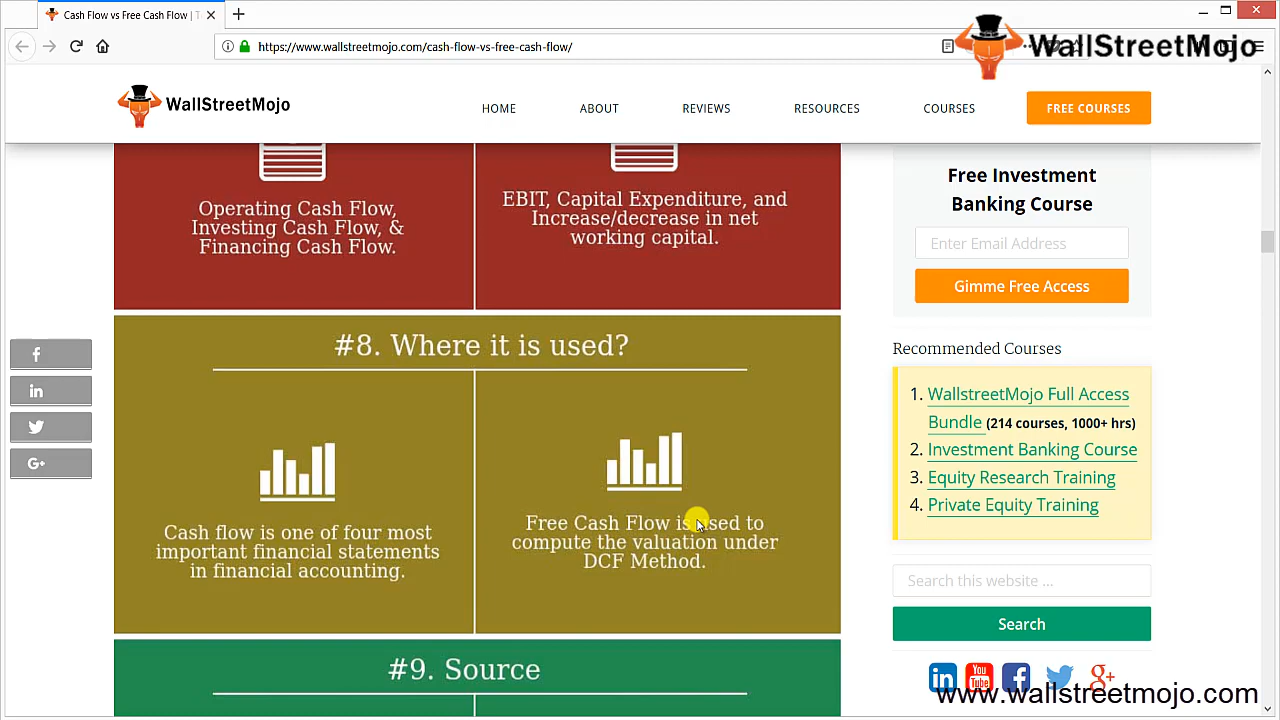 Cash Flow vs Free Cash Flow | T
https://www.wallstreetmojo.com/cash-flow-vs-free-cash-flow/
WallStreetMojo
WallStreetMojo
HOME
ABOUT
REVIEWS
RESOURCES
COURSES
FREE COURSES
Operating Cash Flow,
Investing Cash Flow, &
Financing Cash Flow.
EBIT, Capital Expenditure, and
Increase/decrease in net
working capital.
#8. Where it is used?
Cash flow is one of four most
important financial statements
in financial accounting.
Free Cash Flow is used to
compute the valuation under
DCF Method.
#9. Source
Free Investment
Banking Course
Enter Email Address
Gimme Free Access
Recommended Courses
1. WallstreetMojo Full Access
Bundle (214 courses, 1000+ hrs)
2. Investment Banking Course
3. Equity Research Training
4. Private Equity Training
Search this website ...
Search
www.wallstreetmojo.com